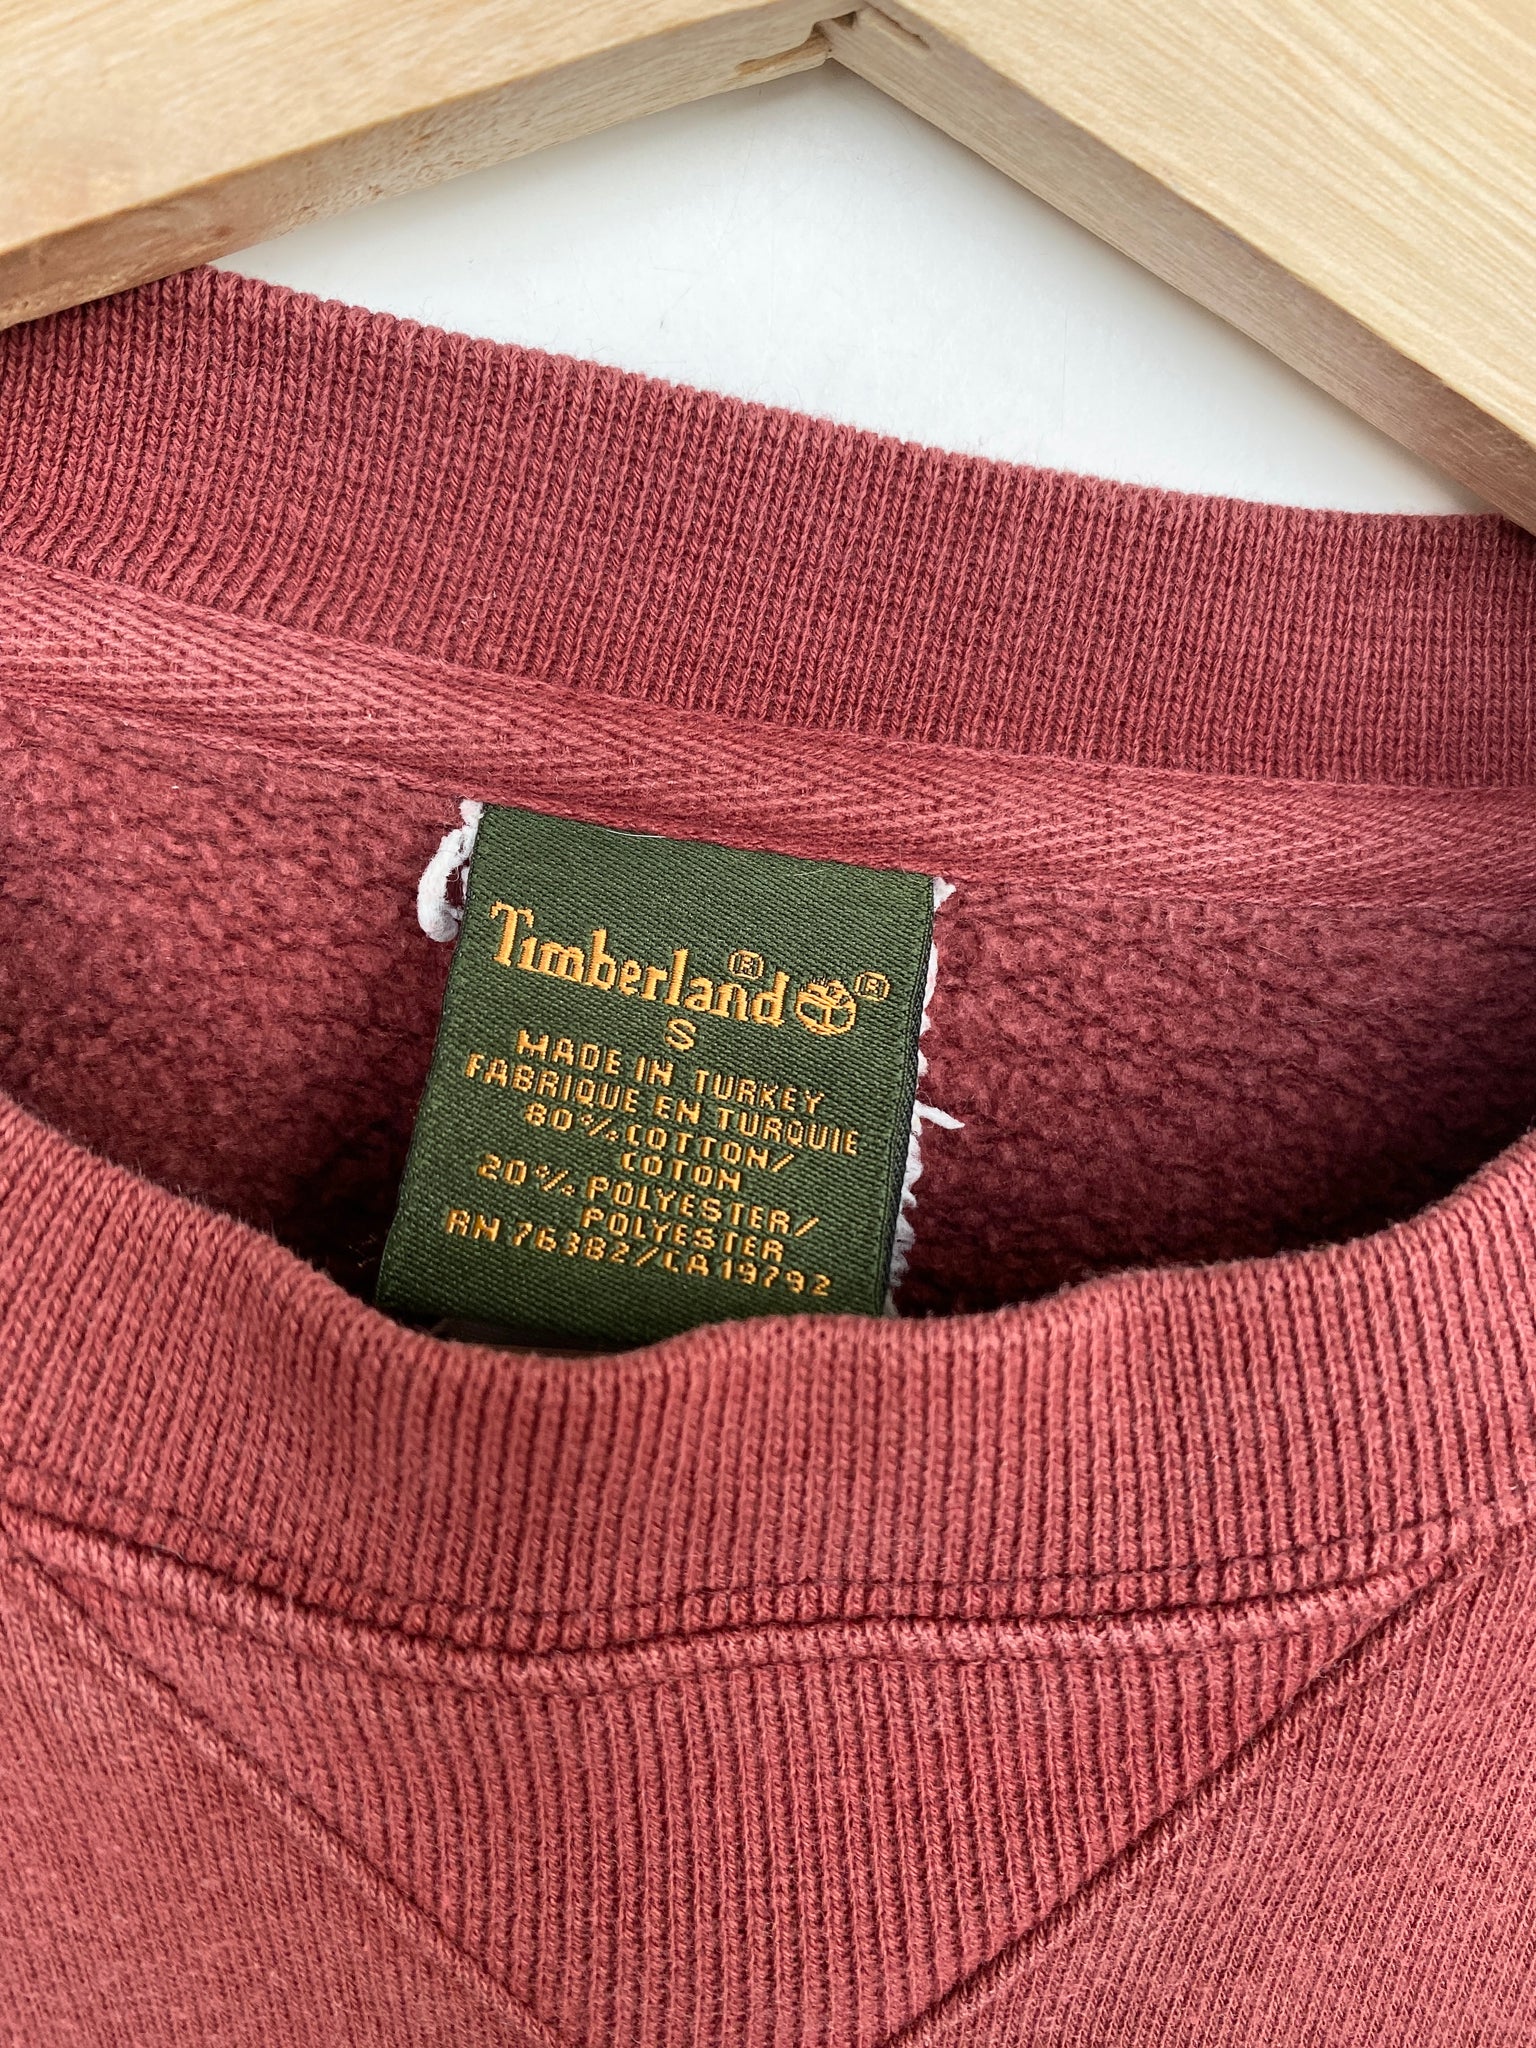 Timberland® ®
S
MADE IN TURKEY
FABRIQUE EN TURQUIE
80% COTTON/
COTON
20% POLYESTER/
POLYESTER
RN 76382/CA19792